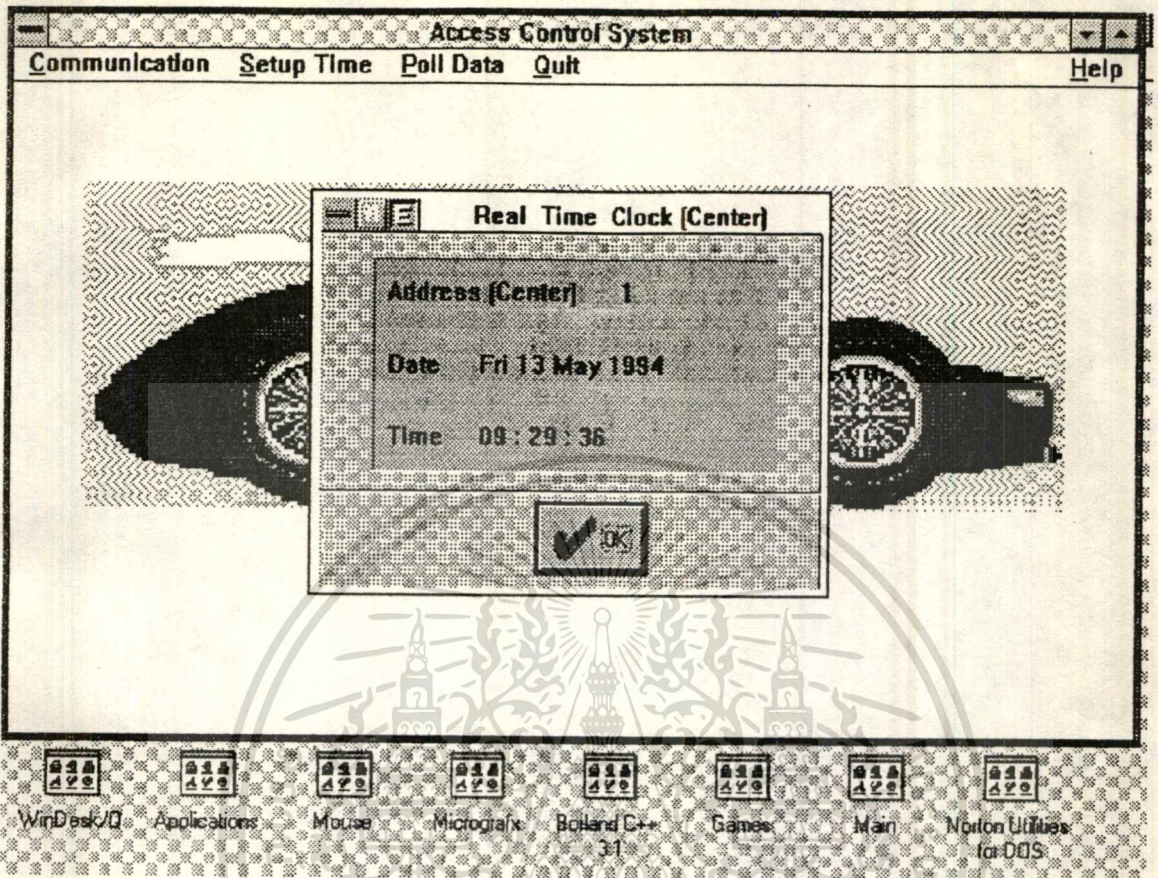 Access Control System
Communication Setup Time Poll Data Quit Help
Real Time Clock (Center)
Address (Center) 1
Date Fri 13 May 1994
Time 09 : 29 : 36
OK
Applications Mouse Micrografx Borland C++ Games Main Norton Utilities
3.1 for DOS